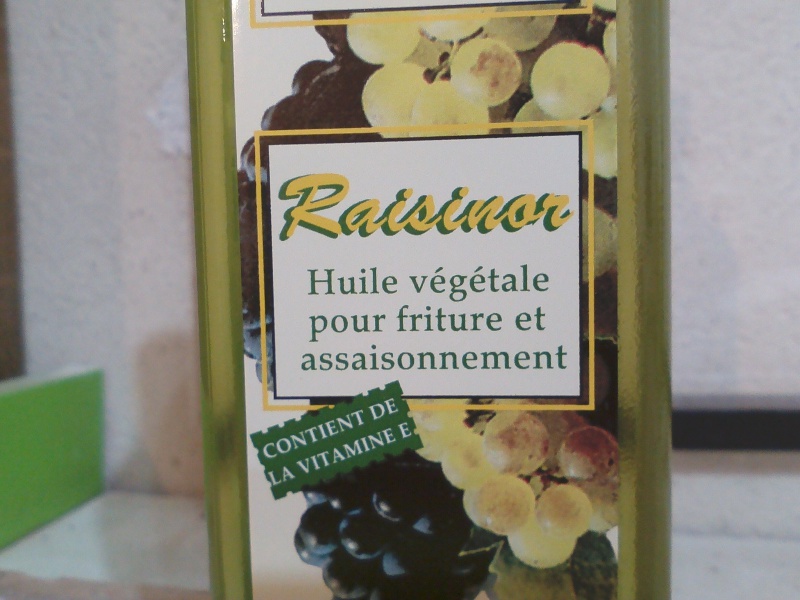 Raisinor
Huile végétale
pour friture et
assaisonnement
CONTIENT DE
LA VITAMINE E